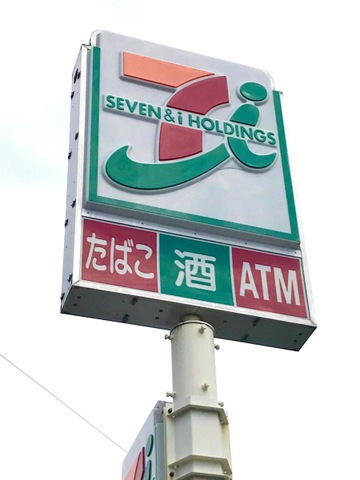 SEVEN & i HOLDINGS
たばこ 酒 ATM